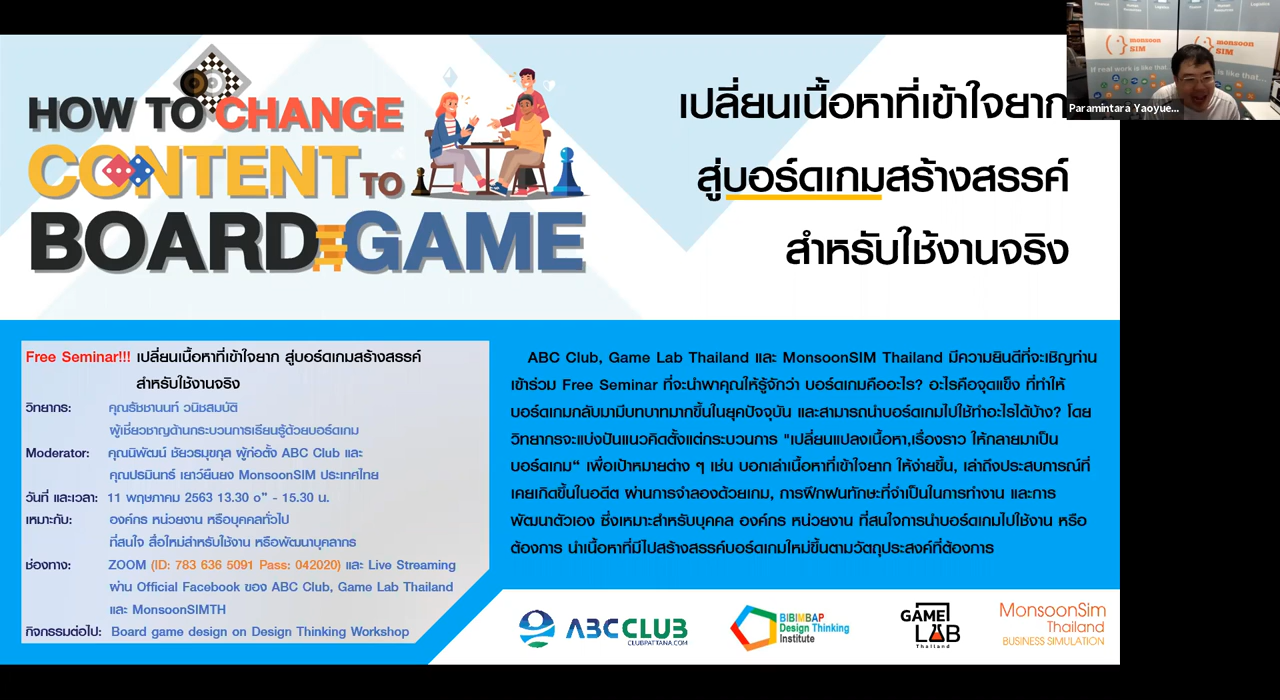 HOW TO CHANGE
CONTENT TO
BOARD GAME
เปลี่ยนเนื้อหาที่เข้าใจยาก
สู่บอร์ดเกมสร้างสรรค์
สำหรับใช้งานจริง
monsoon
SIM
monsoon
SIM
If real work is like that...
is like that...
Paramintara Yaoyue...
Free Seminar!!! เปลี่ยนเนื้อหาที่เข้าใจยาก สู่บอร์ดเกมสร้างสรรค์
สำหรับใช้งานจริง
วิทยากร: คุณรัชชานนท์ วนิชสมบัติ
ผู้เชี่ยวชาญด้านกระบวนการเรียนรู้ด้วยบอร์ดเกม
Moderator: คุณนิพัฒน์ ชัยวรมุขกุล ผู้ก่อตั้ง ABC Club และ
คุณปรมินทร์ เยาว์ยืนยง MonsoonSIM ประเทศไทย
วันที่ และเวลา: 11 พฤษภาคม 2563 13.30 o" - 15.30 น.
เหมาะกับ: องค์กร หน่วยงาน หรือบุคคลทั่วไป
ที่สนใจ สื่อใหม่สำหรับใช้งาน หรือพัฒนาบุคลากร
ช่องทาง: ZOOM (ID: 783 636 5091 Pass: 042020) และ Live Streaming
ผ่าน Official Facebook ของ ABC Club, Game Lab Thailand
และ MonsoonSIMTH
กิจกรรมต่อไป: Board game design on Design Thinking Workshop
ABC Club, Game Lab Thailand และ MonsoonSIM Thailand มีความยินดีที่จะเชิญท่าน
เข้าร่วม Free Seminar ที่จะนำพาคุณให้รู้จักว่า บอร์ดเกมคืออะไร? อะไรคือจุดแข็ง ที่ทำให้
บอร์ดเกมกลับมามีบทบาทมากขึ้นในยุคปัจจุบัน และสามารถนำบอร์ดเกมไปใช้ทำอะไรได้บ้าง? โดย
วิทยากรจะแบ่งปันแนวคิดตั้งแต่กระบวนการ "เปลี่ยนแปลงเนื้อหา,เรื่องราว ให้กลายมาเป็น
บอร์ดเกม“ เพื่อเป้าหมายต่าง ๆ เช่น บอกเล่าเนื้อหาที่เข้าใจยาก ให้ง่ายขึ้น, เล่าถึงประสบการณ์ที่
เคยเกิดขึ้นในอดีต ผ่านการจำลองด้วยเกม, การฝึกฝนทักษะที่จำเป็นในการทำงาน และการ
พัฒนาตัวเอง ซึ่งเหมาะสำหรับบุคคล องค์กร หน่วยงาน ที่สนใจการนำบอร์ดเกมไปใช้งาน หรือ
ต้องการ นำเนื้อหาที่มีไปสร้างสรรค์บอร์ดเกมใหม่ขึ้นตามวัตถุประสงค์ที่ต้องการ
ABC CLUB
CLUBPATTANA.COM
BIBIMBAP
Design Thinking
Institute
GAME
LAB
Thailand
MonsoonSim
Thailand
BUSINESS SIMULATION